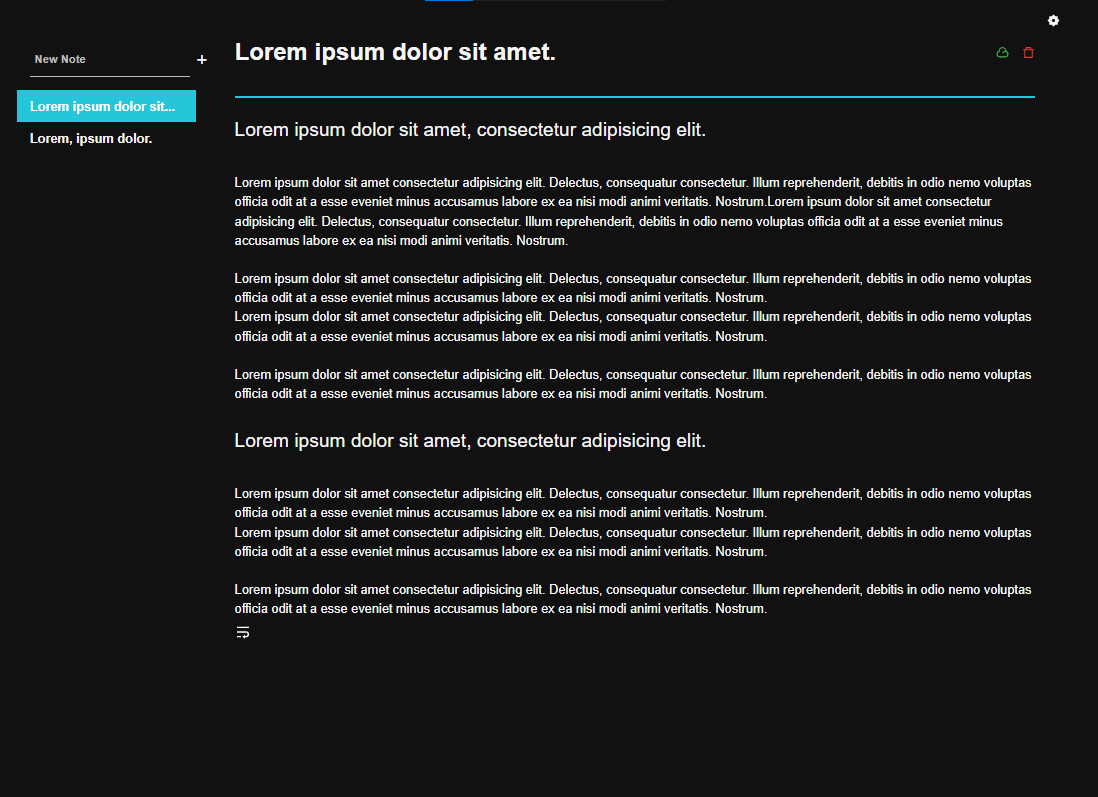 New Note
+
Lorem ipsum dolor sit...
Lorem, ipsum dolor.
Lorem ipsum dolor sit amet.
Lorem ipsum dolor sit amet, consectetur adipisicing elit.
Lorem ipsum dolor sit amet consectetur adipisicing elit. Delectus, consequatur consectetur. Illum reprehenderit, debitis in odio nemo voluptas
officia odit at a esse eveniet minus accusamus labore ex ea nisi modi animi veritatis. Nostrum.Lorem ipsum dolor sit amet consectetur
adipisicing elit. Delectus, consequatur consectetur. Illum reprehenderit, debitis in odio nemo voluptas officia odit at a esse eveniet minus
accusamus labore ex ea nisi modi animi veritatis. Nostrum.
Lorem ipsum dolor sit amet consectetur adipisicing elit. Delectus, consequatur consectetur. Illum reprehenderit, debitis in odio nemo voluptas
officia odit at a esse eveniet minus accusamus labore ex ea nisi modi animi veritatis. Nostrum.
Lorem ipsum dolor sit amet consectetur adipisicing elit. Delectus, consequatur consectetur. Illum reprehenderit, debitis in odio nemo voluptas
officia odit at a esse eveniet minus accusamus labore ex ea nisi modi animi veritatis. Nostrum.
Lorem ipsum dolor sit amet consectetur adipisicing elit. Delectus, consequatur consectetur. Illum reprehenderit, debitis in odio nemo voluptas
officia odit at a esse eveniet minus accusamus labore ex ea nisi modi animi veritatis. Nostrum.
Lorem ipsum dolor sit amet, consectetur adipisicing elit.
Lorem ipsum dolor sit amet consectetur adipisicing elit. Delectus, consequatur consectetur. Illum reprehenderit, debitis in odio nemo voluptas
officia odit at a esse eveniet minus accusamus labore ex ea nisi modi animi veritatis. Nostrum.
Lorem ipsum dolor sit amet consectetur adipisicing elit. Delectus, consequatur consectetur. Illum reprehenderit, debitis in odio nemo voluptas
officia odit at a esse eveniet minus accusamus labore ex ea nisi modi animi veritatis. Nostrum.
Lorem ipsum dolor sit amet consectetur adipisicing elit. Delectus, consequatur consectetur. Illum reprehenderit, debitis in odio nemo voluptas
officia odit at a esse eveniet minus accusamus labore ex ea nisi modi animi veritatis. Nostrum.